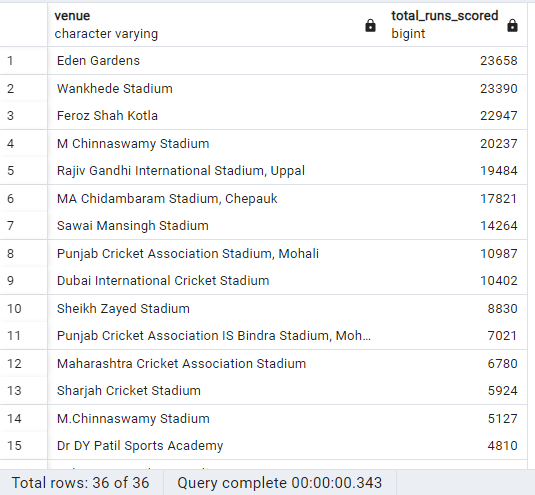 venue total_runs_scored
character varying bigint
1 Eden Gardens 23658
2 Wankhede Stadium 23390
3 Feroz Shah Kotla 22947
4 M Chinnaswamy Stadium 20237
5 Rajiv Gandhi International Stadium, Uppal 19484
6 MA Chidambaram Stadium, Chepauk 17821
7 Sawai Mansingh Stadium 14264
8 Punjab Cricket Association Stadium, Mohali 10987
9 Dubai International Cricket Stadium 10402
10 Sheikh Zayed Stadium 8830
11 Punjab Cricket Association IS Bindra Stadium, Moh... 7021
12 Maharashtra Cricket Association Stadium 6780
13 Sharjah Cricket Stadium 5924
14 M.Chinnaswamy Stadium 5127
15 Dr DY Patil Sports Academy 4810
Total rows: 36 of 36 Query complete 00:00:00.343